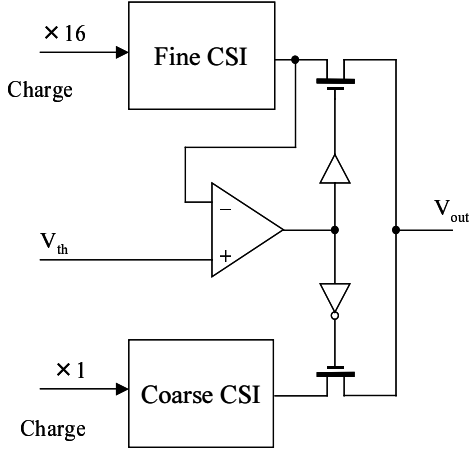 ×16
Charge
Fine CSI
−
+
V_th
V_out
×1
Charge
Coarse CSI